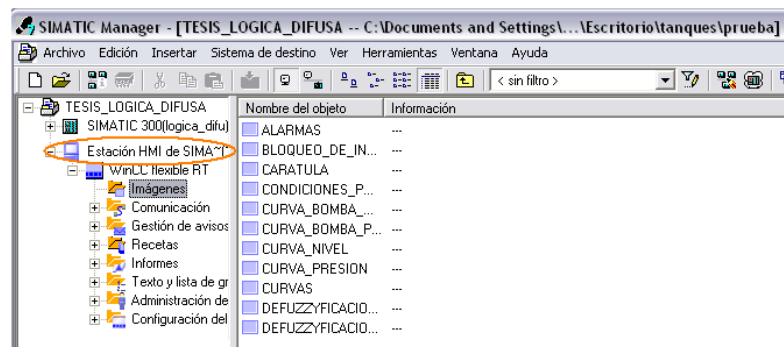 SIMATIC Manager - [TESIS_LOGICA_DIFUSA -- C:\Documents and Settings\...\Escritorio\tanques\prueba]
Archivo Edición Insertar Sistema de destino Ver Herramientas Ventana Ayuda
< sin filtro >
TESIS_LOGICA_DIFUSA
SIMATIC 300(logica_difu)
Estación HMI de SIMA~("
WinCC flexible RT
Imágenes
Comunicación
Gestión de avisos
Recetas
Informes
Texto y lista de gr
Administración de
Configuración del
Nombre del objeto Información
ALARMAS ---
BLOQUEO_DE_IN... ---
CARATULA ---
CONDICIONES_P... ---
CURVA_BOMBA_... ---
CURVA_BOMBA_P... ---
CURVA_NIVEL ---
CURVA_PRESION ---
CURVAS ---
DEFUZZYFICACIO... ---
DEFUZZYFICACIO... ---